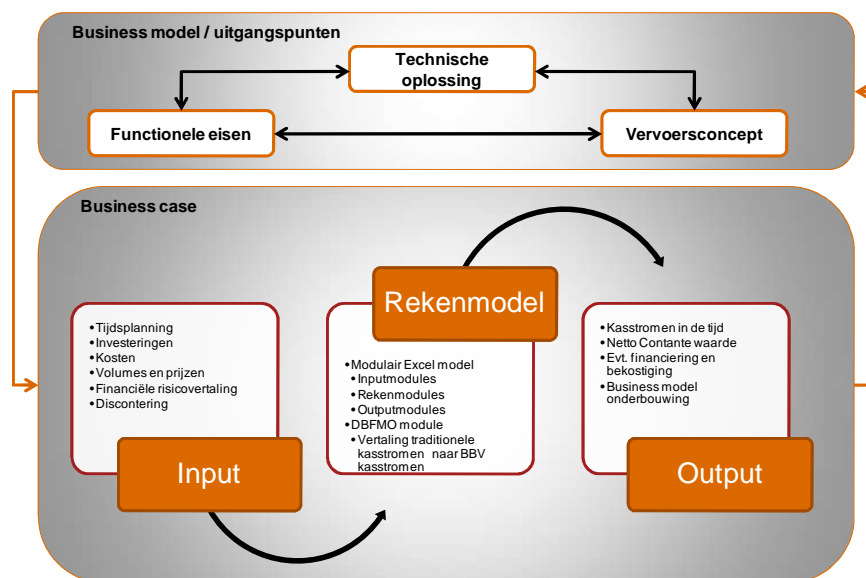 Business model / uitgangspunten
Technische
oplossing
Functionele eisen
Vervoersconcept
Business case
•Tijdsplanning
•Investeringen
•Kosten
•Volumes en prijzen
•Financiële risicovertaling
•Discontering
Input
Rekenmodel
•Modulair Excel model
•Inputmodules
•Rekenmodules
•Outputmodules
•DBFMO module
•Vertaling traditionele
kasstromen naar BBV
kasstromen
•Kasstromen in de tijd
•Netto Contante waarde
•Evt. financiering en
bekostiging
•Business model
onderbouwing
Output